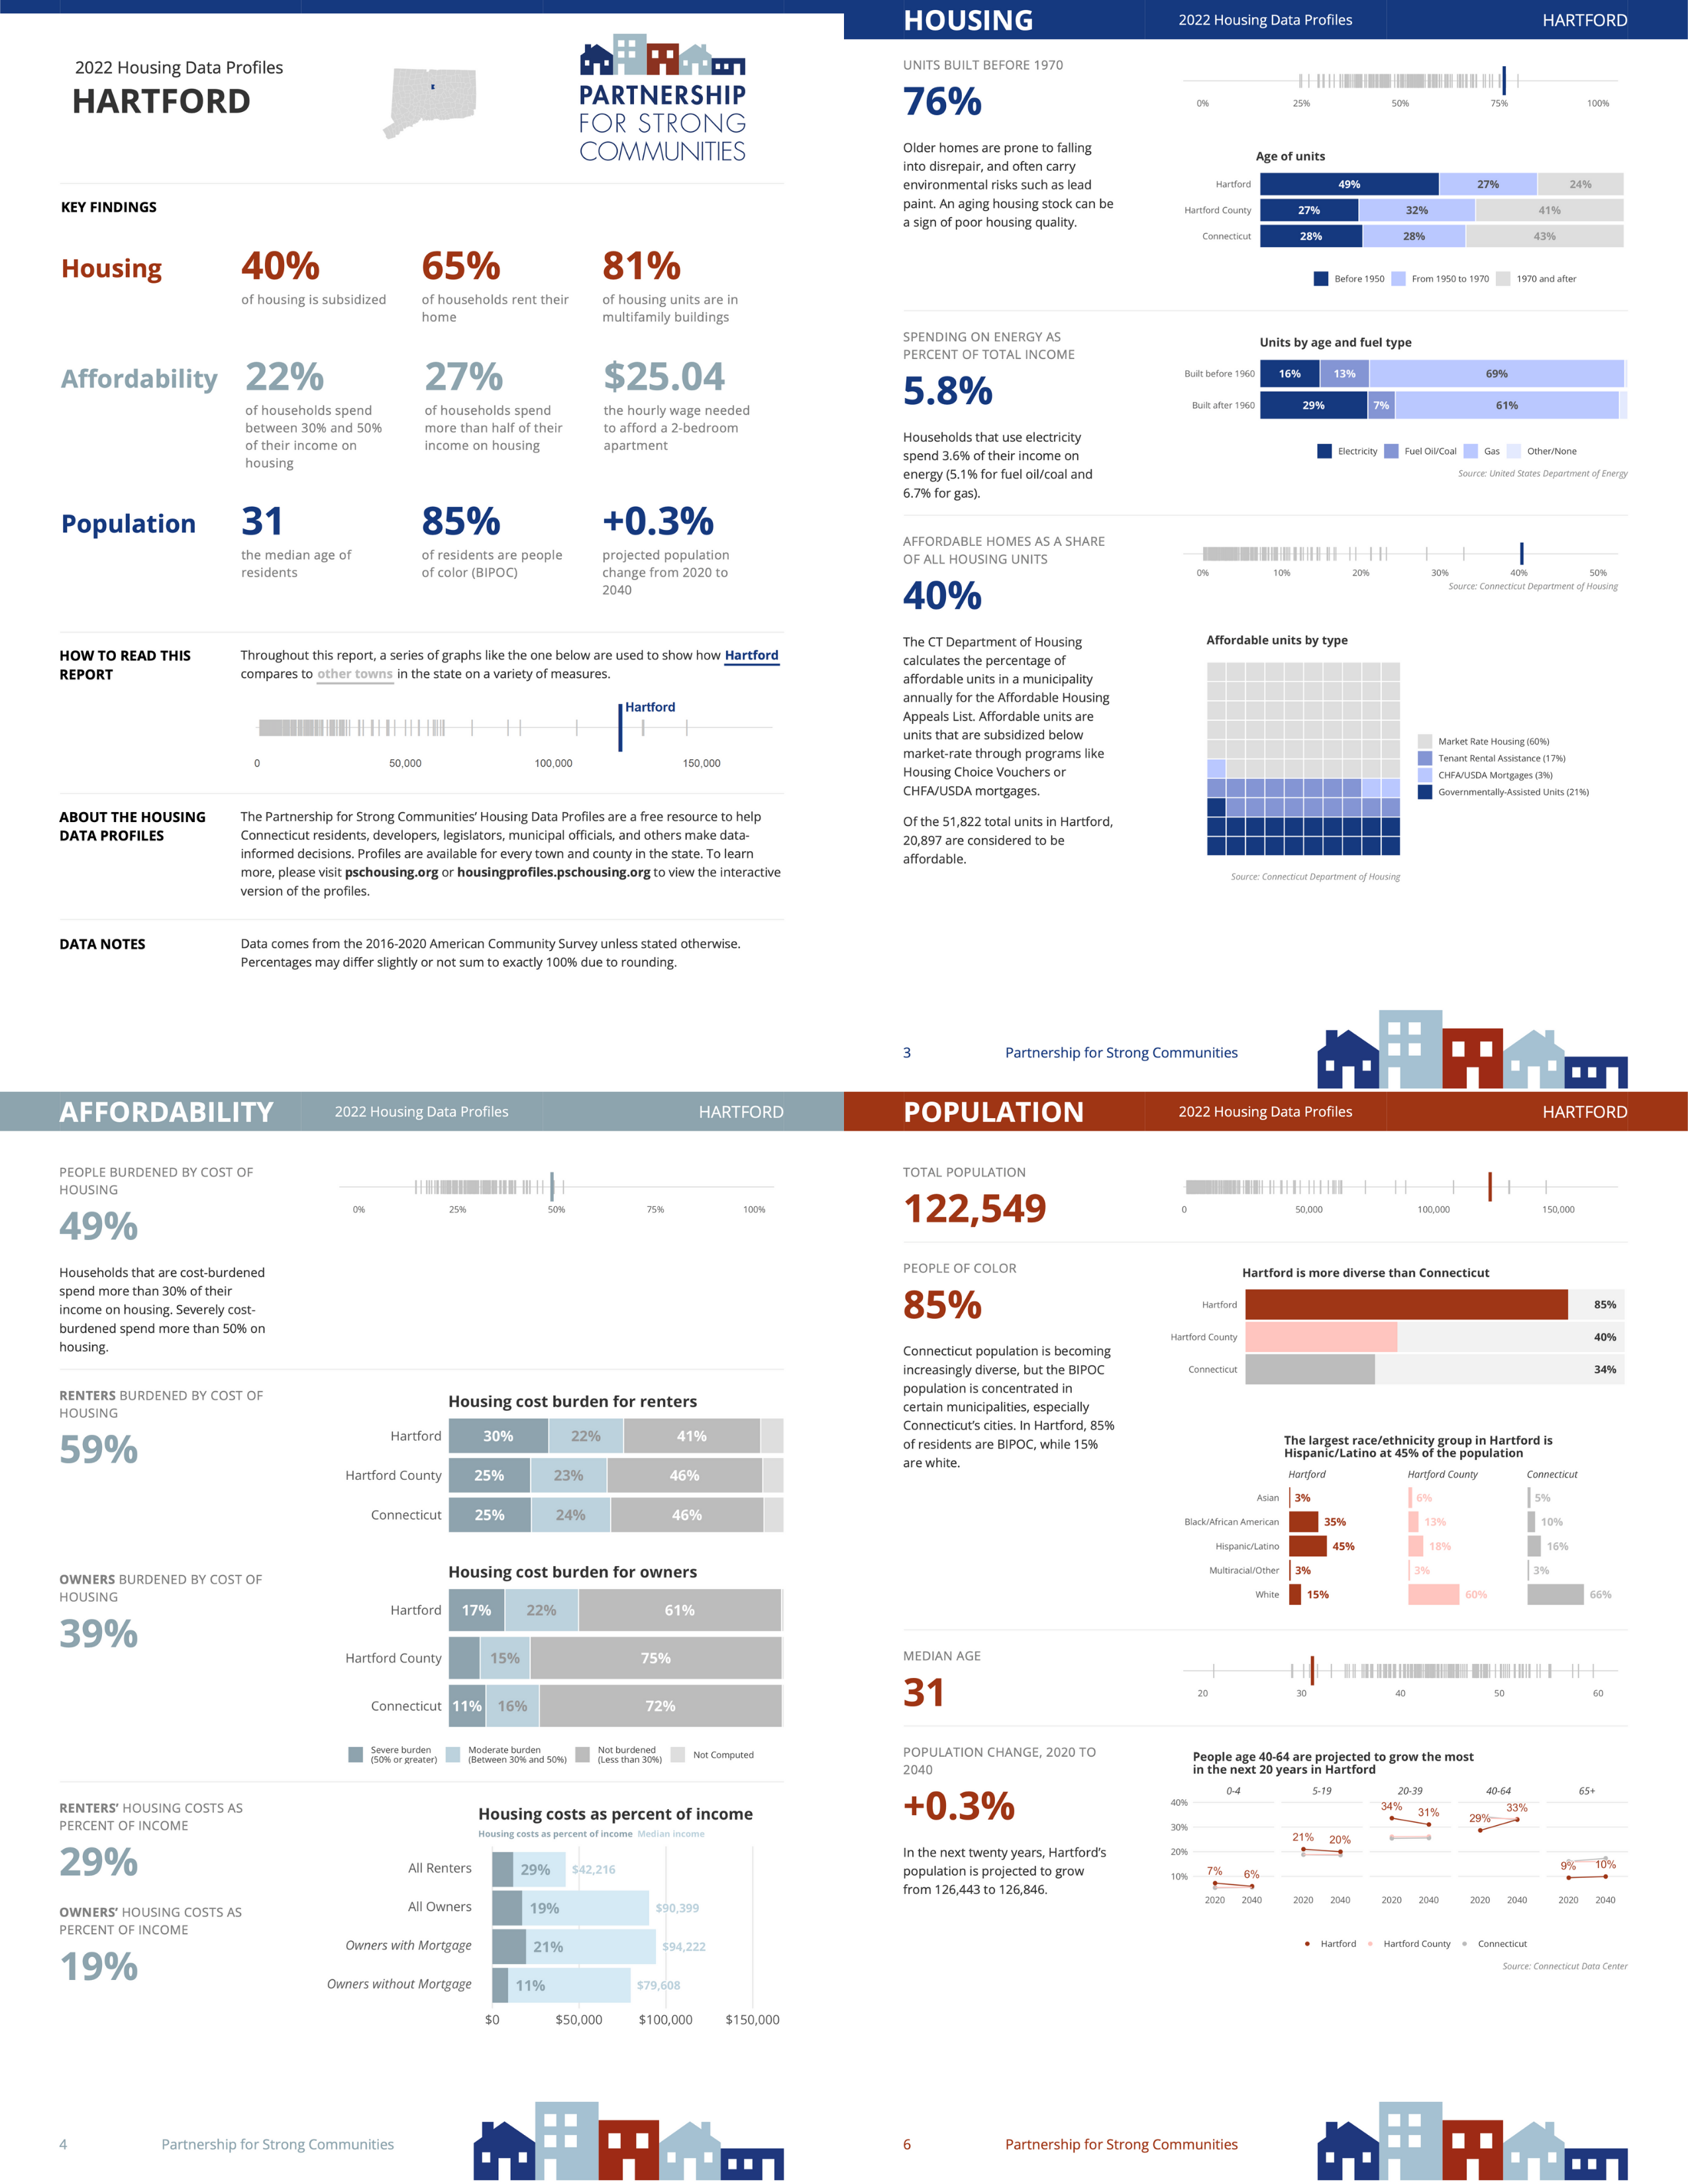 2022 Housing Data Profiles
HARTFORD
PARTNERSHIP
FOR STRONG
COMMUNITIES
KEY FINDINGS
Housing
40%
of housing is subsidized
65%
of households rent their
home
81%
of housing units are in
multifamily buildings
Affordability
22%
of households spend
between 30% and 50%
of their income on
housing
27%
of households spend
more than half of their
income on housing
$25.04
the hourly wage needed
to afford a 2-bedroom
apartment
Population
31
the median age of
residents
85%
of residents are people
of color (BIPOC)
+0.3%
projected population
change from 2020 to
2040
HOW TO READ THIS
REPORT
Throughout this report, a series of graphs like the one below are used to show how Hartford
compares to other towns in the state on a variety of measures.
Hartford
0 50,000 100,000 150,000
ABOUT THE HOUSING
DATA PROFILES
The Partnership for Strong Communities’ Housing Data Profiles are a free resource to help
Connecticut residents, developers, legislators, municipal officials, and others make data-
informed decisions. Profiles are available for every town and county in the state. To learn
more, please visit pschousing.org or housingprofiles.pschousing.org to view the interactive
version of the profiles.
DATA NOTES
Data comes from the 2016-2020 American Community Survey unless stated otherwise.
Percentages may differ slightly or not sum to exactly 100% due to rounding.
HOUSING 2022 Housing Data Profiles HARTFORD
UNITS BUILT BEFORE 1970
76%
Older homes are prone to falling
into disrepair, and often carry
environmental risks such as lead
paint. An aging housing stock can be
a sign of poor housing quality.
0% 25% 50% 75% 100%
Age of units
Hartford 49% 27% 24%
Hartford County 27% 32% 41%
Connecticut 28% 28% 43%
Before 1950 From 1950 to 1970 1970 and after
SPENDING ON ENERGY AS
PERCENT OF TOTAL INCOME
5.8%
Households that use electricity
spend 3.6% of their income on
energy (5.1% for fuel oil/coal and
6.7% for gas).
Units by age and fuel type
Built before 1960 16% 13% 69%
Built after 1960 29% 7% 61%
Electricity Fuel Oil/Coal Gas Other/None
Source: United States Department of Energy
AFFORDABLE HOMES AS A SHARE
OF ALL HOUSING UNITS
40%
The CT Department of Housing
calculates the percentage of
affordable units in a municipality
annually for the Affordable Housing
Appeals List. Affordable units are
units that are subsidized below
market-rate through programs like
Housing Choice Vouchers or
CHFA/USDA mortgages.
Of the 51,822 total units in Hartford,
20,897 are considered to be
affordable.
0% 10% 20% 30% 40% 50%
Source: Connecticut Department of Housing
Affordable units by type
Market Rate Housing (60%)
Tenant Rental Assistance (17%)
CHFA/USDA Mortgages (3%)
Governmentally-Assisted Units (21%)
Source: Connecticut Department of Housing
3 Partnership for Strong Communities
AFFORDABILITY 2022 Housing Data Profiles HARTFORD
PEOPLE BURDENED BY COST OF
HOUSING
49%
Households that are cost-burdened
spend more than 30% of their
income on housing. Severely cost-
burdened spend more than 50% on
housing.
0% 25% 50% 75% 100%
RENTERS BURDENED BY COST OF
HOUSING
59%
Housing cost burden for renters
Hartford 30% 22% 41%
Hartford County 25% 23% 46%
Connecticut 25% 24% 46%
OWNERS BURDENED BY COST OF
HOUSING
39%
Housing cost burden for owners
Hartford 17% 22% 61%
Hartford County 15% 75%
Connecticut 11% 16% 72%
Severe burden
(50% or greater)
Moderate burden
(Between 30% and 50%)
Not burdened
(Less than 30%)
Not Computed
RENTERS’ HOUSING COSTS AS
PERCENT OF INCOME
29%
OWNERS’ HOUSING COSTS AS
PERCENT OF INCOME
19%
Housing costs as percent of income
Housing costs as percent of income Median income
All Renters 29% $42,216
All Owners 19% $90,399
Owners with Mortgage 21% $94,222
Owners without Mortgage 11% $79,608
$0 $50,000 $100,000 $150,000
4 Partnership for Strong Communities
POPULATION 2022 Housing Data Profiles HARTFORD
TOTAL POPULATION
122,549
0 50,000 100,000 150,000
PEOPLE OF COLOR
85%
Connecticut population is becoming
increasingly diverse, but the BIPOC
population is concentrated in
certain municipalities, especially
Connecticut’s cities. In Hartford, 85%
of residents are BIPOC, while 15%
are white.
Hartford is more diverse than Connecticut
Hartford 85%
Hartford County 40%
Connecticut 34%
The largest race/ethnicity group in Hartford is
Hispanic/Latino at 45% of the population
Hartford Hartford County Connecticut
Asian 3% 6% 5%
Black/African American 35% 13% 10%
Hispanic/Latino 45% 18% 16%
Multiracial/Other 3% 3% 3%
White 15% 60% 66%
MEDIAN AGE
31
20 30 40 50 60
POPULATION CHANGE, 2020 TO
2040
+0.3%
In the next twenty years, Hartford’s
population is projected to grow
from 126,443 to 126,846.
People age 40-64 are projected to grow the most
in the next 20 years in Hartford
0-4 5-19 20-39 40-64 65+
40%
30%
20%
10%
7% 6%
21% 20%
34% 31%
29% 33%
9% 10%
2020 2040 2020 2040 2020 2040 2020 2040 2020 2040
Hartford Hartford County Connecticut
Source: Connecticut Data Center
6 Partnership for Strong Communities